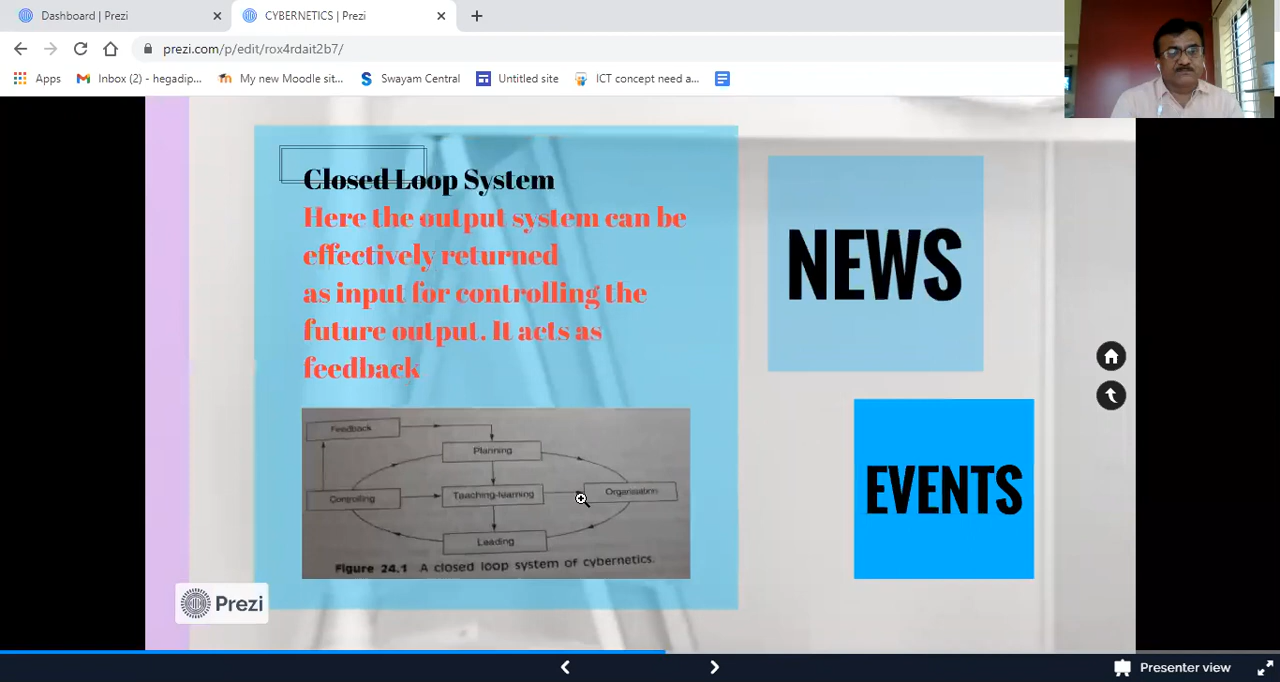 Dashboard | Prezi
CYBERNETICS | Prezi
prezi.com/p/edit/rox4rdait2b7/
Apps
Inbox (2) - hegadip...
My new Moodle sit...
Swayam Central
Untitled site
ICT concept need a...
Closed Loop System
Here the output system can be
effectively returned
as input for controlling the
future output. It acts as
feedback
NEWS
EVENTS
Feedback
Planning
Controlling
Teaching-learning
Organisation
Leading
Figure 24.1 A closed loop system of cybernetics.
Prezi
Presenter view